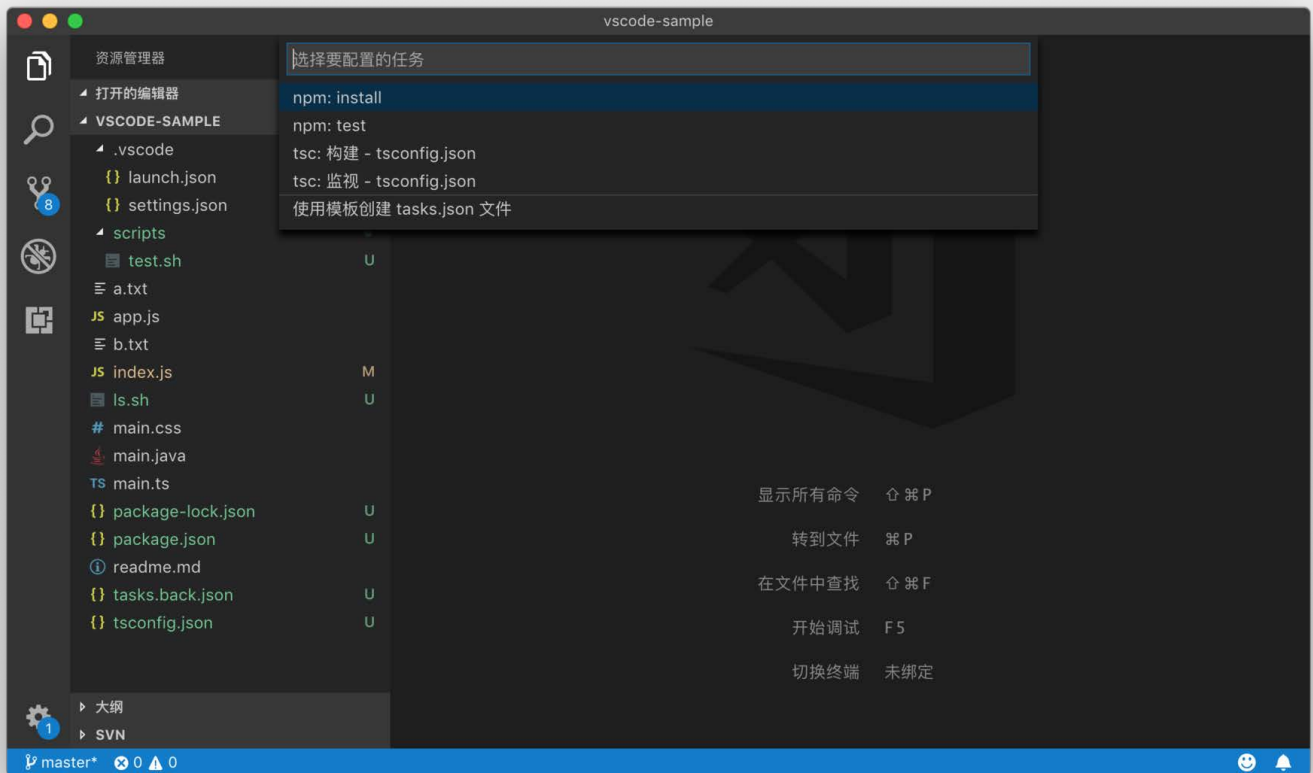 vscode-sample
资源管理器
选择要配置的任务
npm: install
npm: test
tsc: 构建 - tsconfig.json
tsc: 监视 - tsconfig.json
使用模板创建 tasks.json 文件
打开的编辑器
VSCODE-SAMPLE
.vscode
{} launch.json
{} settings.json
scripts
test.sh U
a.txt
JS app.js
b.txt
JS index.js M
ls.sh U
# main.css
main.java
TS main.ts
{} package-lock.json U
{} package.json U
readme.md
{} tasks.back.json U
{} tsconfig.json U
大纲
SVN
8
1
显示所有命令 ⇧⌘P
转到文件 ⌘P
在文件中查找 ⇧⌘F
开始调试 F5
切换终端 未绑定
master* 0 0